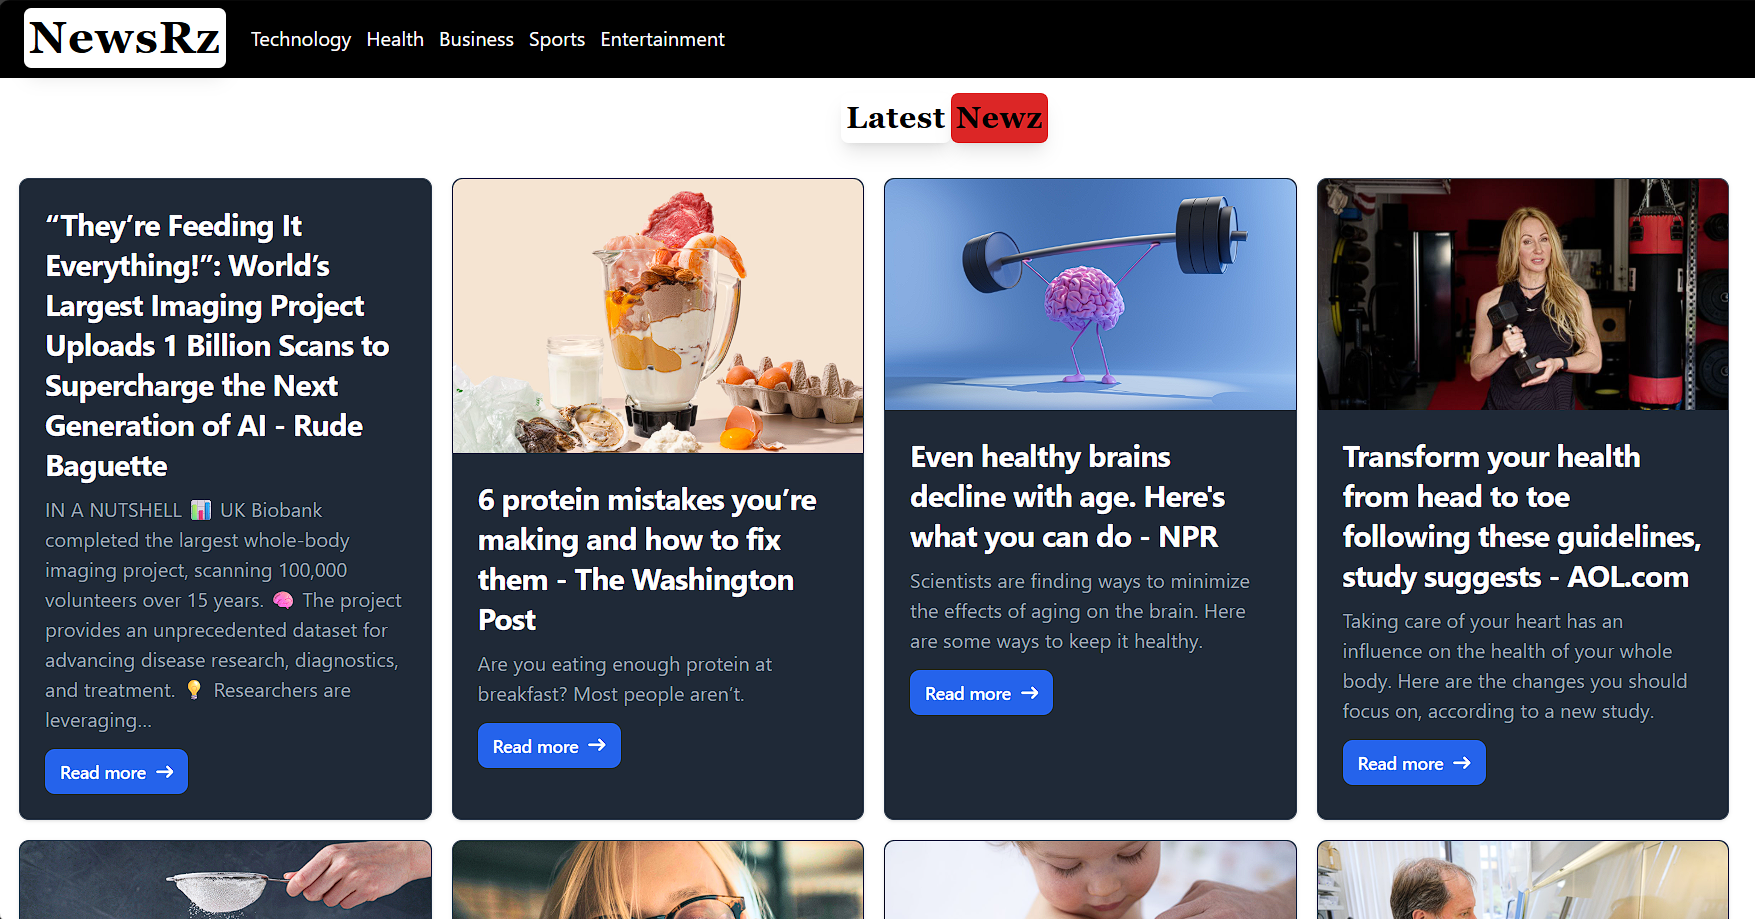 NewsRz
Technology Health Business Sports Entertainment
Latest Newz
“They’re Feeding It
Everything!”: World’s
Largest Imaging Project
Uploads 1 Billion Scans to
Supercharge the Next
Generation of AI - Rude
Baguette
IN A NUTSHELL 📊 UK Biobank
completed the largest whole-body
imaging project, scanning 100,000
volunteers over 15 years. 🧠 The project
provides an unprecedented dataset for
advancing disease research, diagnostics,
and treatment. 💡 Researchers are
leveraging…
Read more →
6 protein mistakes you’re
making and how to fix
them - The Washington
Post
Are you eating enough protein at
breakfast? Most people aren’t.
Read more →
Even healthy brains
decline with age. Here's
what you can do - NPR
Scientists are finding ways to minimize
the effects of aging on the brain. Here
are some ways to keep it healthy.
Read more →
Transform your health
from head to toe
following these guidelines,
study suggests - AOL.com
Taking care of your heart has an
influence on the health of your whole
body. Here are the changes you should
focus on, according to a new study.
Read more →